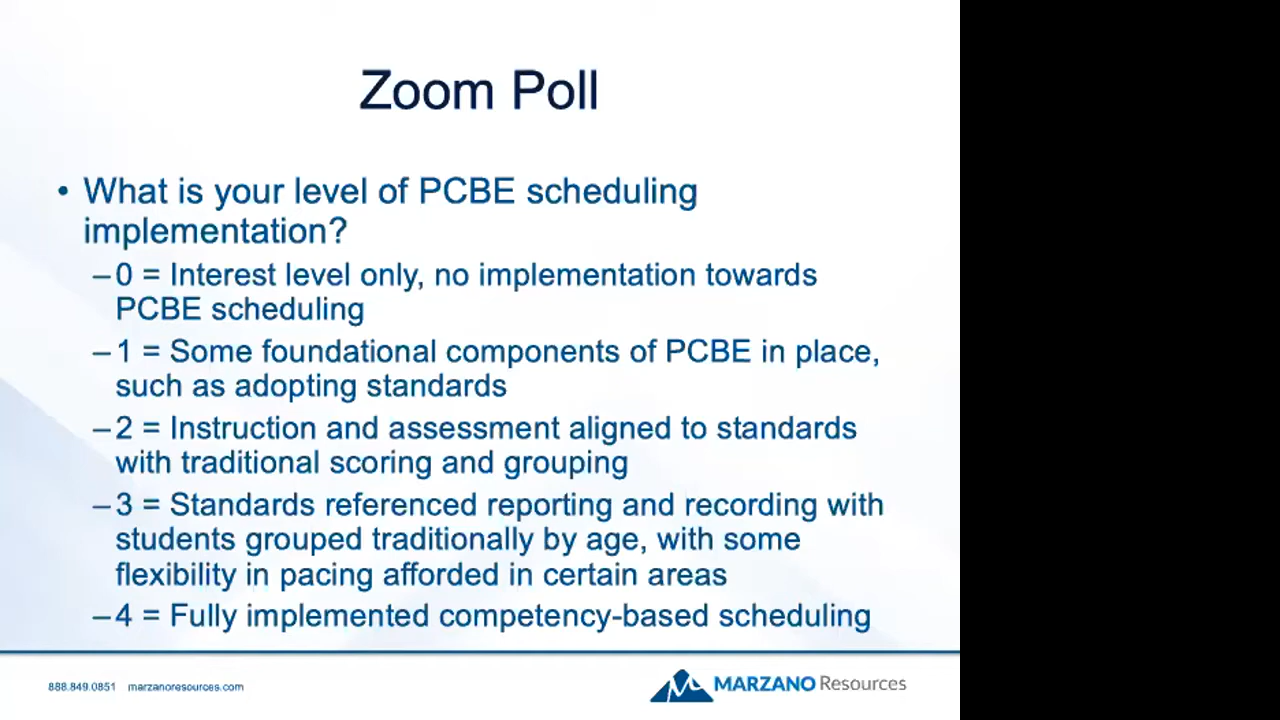 Zoom Poll
• What is your level of PCBE scheduling
implementation?
–0 = Interest level only, no implementation towards
PCBE scheduling
–1 = Some foundational components of PCBE in place,
such as adopting standards
–2 = Instruction and assessment aligned to standards
with traditional scoring and grouping
–3 = Standards referenced reporting and recording with
students grouped traditionally by age, with some
flexibility in pacing afforded in certain areas
–4 = Fully implemented competency-based scheduling
888.849.0851 marzanoresources.com
MARZANO Resources